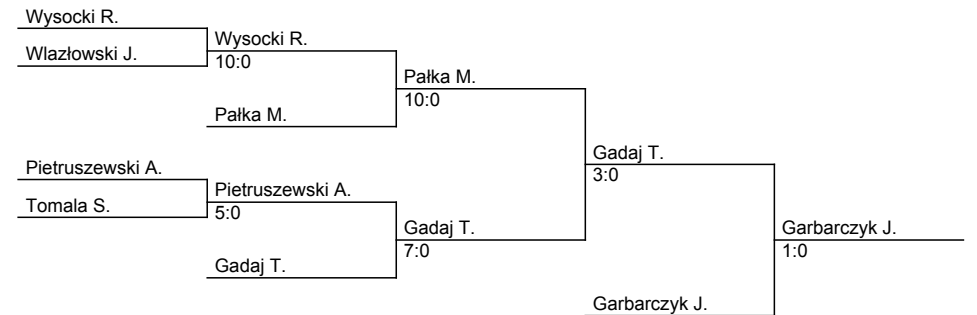 Wysocki R.
Wlazłowski J.
Wysocki R.
10:0
Pałka M.
Pałka M.
10:0
Pietruszewski A.
Tomala S.
Pietruszewski A.
5:0
Gadaj T.
Gadaj T.
7:0
Gadaj T.
3:0
Garbarczyk J.
Garbarczyk J.
1:0